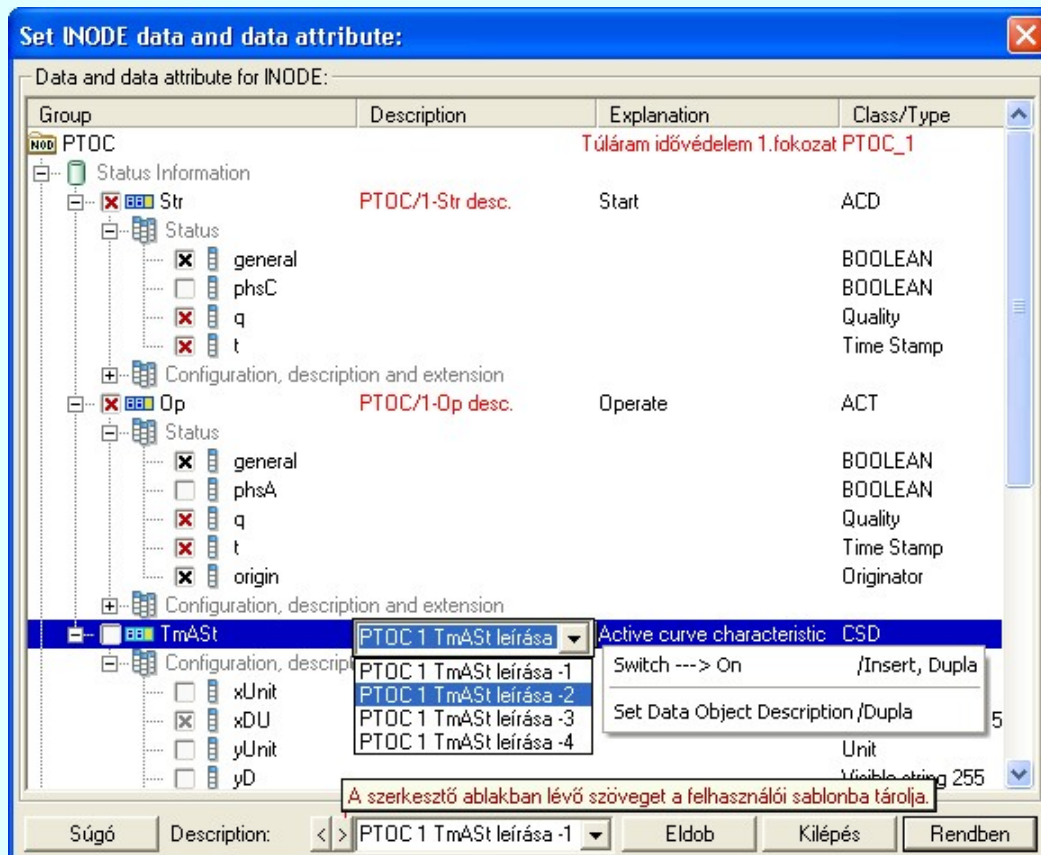 Set INODE data and data attribute:
Data and data attribute for INODE:
Group Description Explanation Class/Type
NOD PTOC Túláram idővédelem 1.fokozat PTOC_1
Status Information
Str PTOC/1-Str desc. Start ACD
Status
general BOOLEAN
phsC BOOLEAN
q Quality
t Time Stamp
Configuration, description and extension
Op PTOC/1-Op desc. Operate ACT
Status
general BOOLEAN
phsA BOOLEAN
q Quality
t Time Stamp
origin Originator
Configuration, description and extension
TmASt PTOC 1 TmASt leírása Active curve characteristic CSD
Configuration, descript
PTOC 1 TmASt leírása -1
PTOC 1 TmASt leírása -2
PTOC 1 TmASt leírása -3
PTOC 1 TmASt leírása -4
Switch ---> On /Insert, Dupla
Set Data Object Description /Dupla
xUnit
xDU 5
yUnit Unit
yD Visible string 255
A szerkesztő ablakban lévő szöveget a felhasználói sablonba tárolja.
Súgó Description: < > PTOC 1 TmASt leírása -1 Eldob Kilépés Rendben